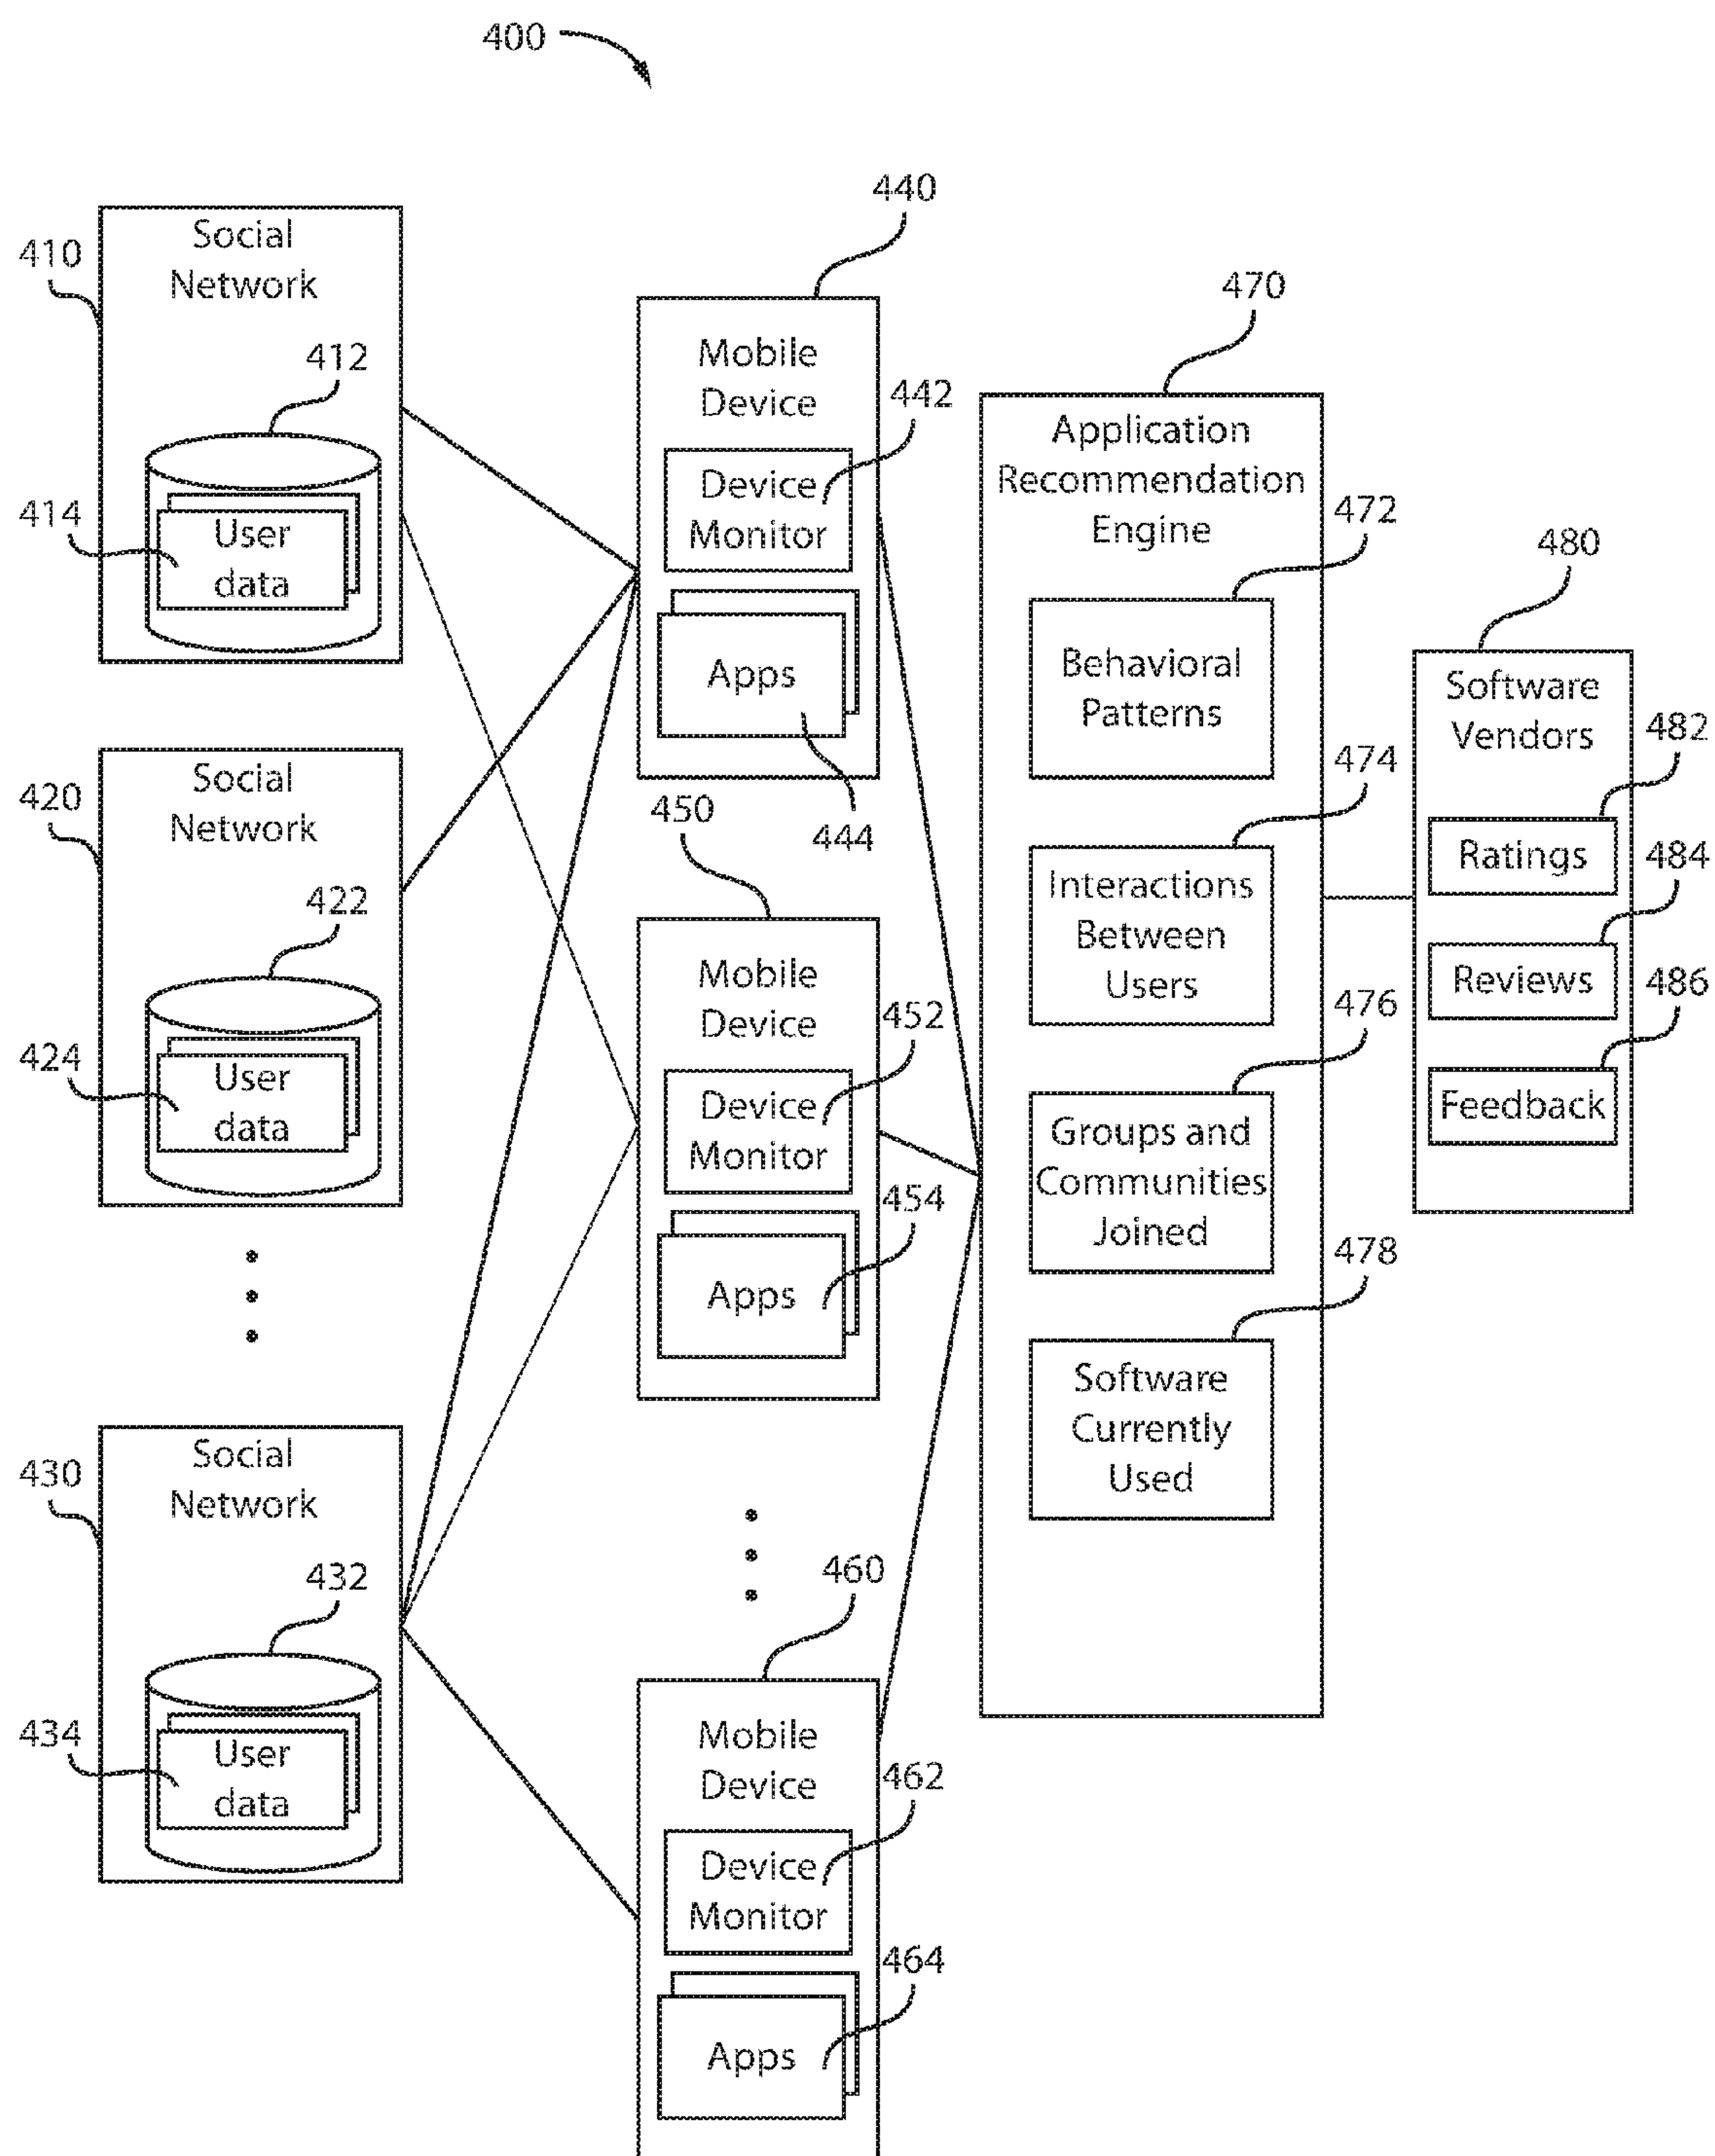 400
410
Social
Network
412
414
User
data
420
Social
Network
422
424
User
data
430
Social
Network
432
434
User
data
440
Mobile
Device
442
Device
Monitor
Apps
444
450
Mobile
Device
452
Device
Monitor
454
Apps
460
Mobile
Device
462
Device
Monitor
464
Apps
470
Application
Recommendation
Engine
472
Behavioral
Patterns
474
Interactions
Between
Users
476
Groups and
Communities
Joined
478
Software
Currently
Used
480
Software
Vendors
482
Ratings
484
Reviews
486
Feedback